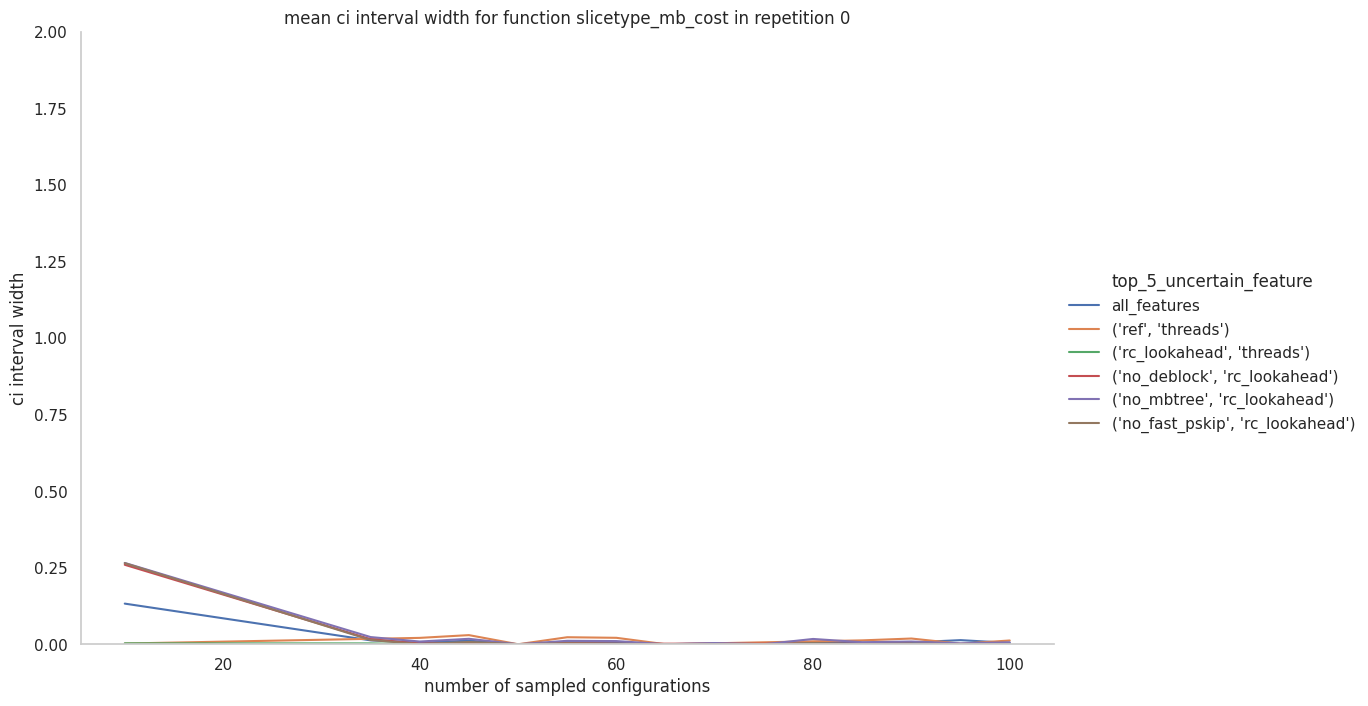 mean ci interval width for function slicetype_mb_cost in repetition 0
2.00
1.75
1.50
1.25
1.00
0.75
0.50
0.25
0.00
ci interval width
20
40
60
80
100
number of sampled configurations
top_5_uncertain_feature
all_features
('ref', 'threads')
('rc_lookahead', 'threads')
('no_deblock', 'rc_lookahead')
('no_mbtree', 'rc_lookahead')
('no_fast_pskip', 'rc_lookahead')